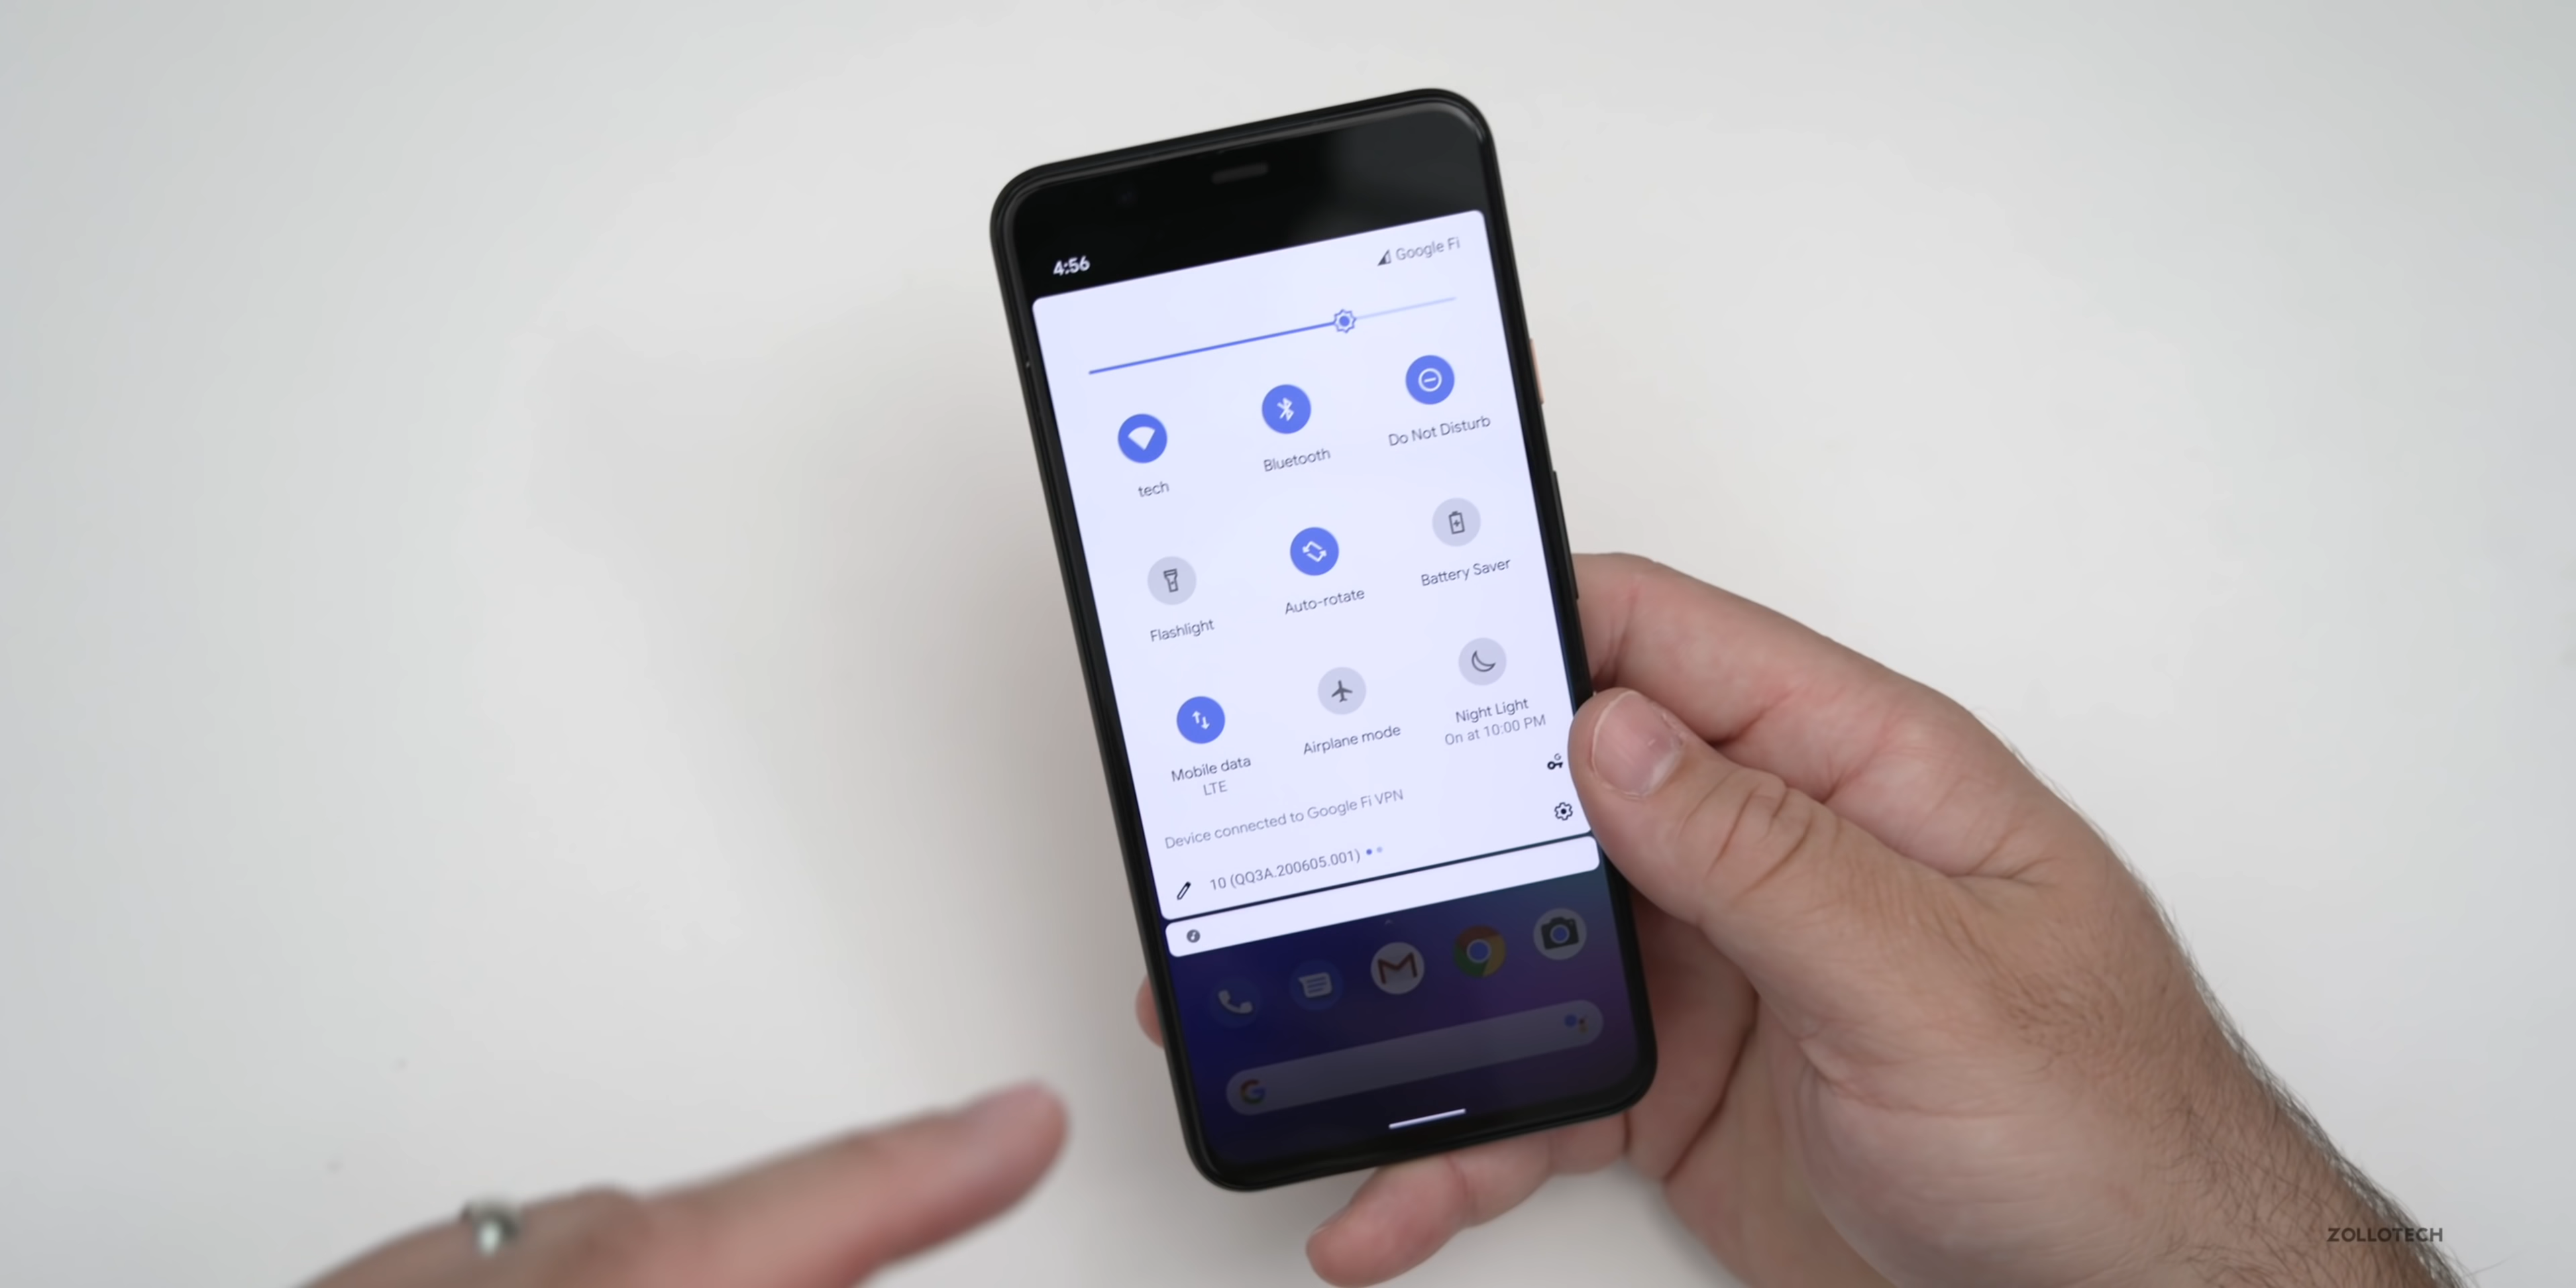 4:56
Google Fi
tech
Bluetooth
Do Not Disturb
Flashlight
Auto-rotate
Battery Saver
Mobile data
LTE
Airplane mode
Night Light
On at 10:00 PM
Device connected to Google Fi VPN
10 (QQ3A.200605.001)
ZOLLOTECH